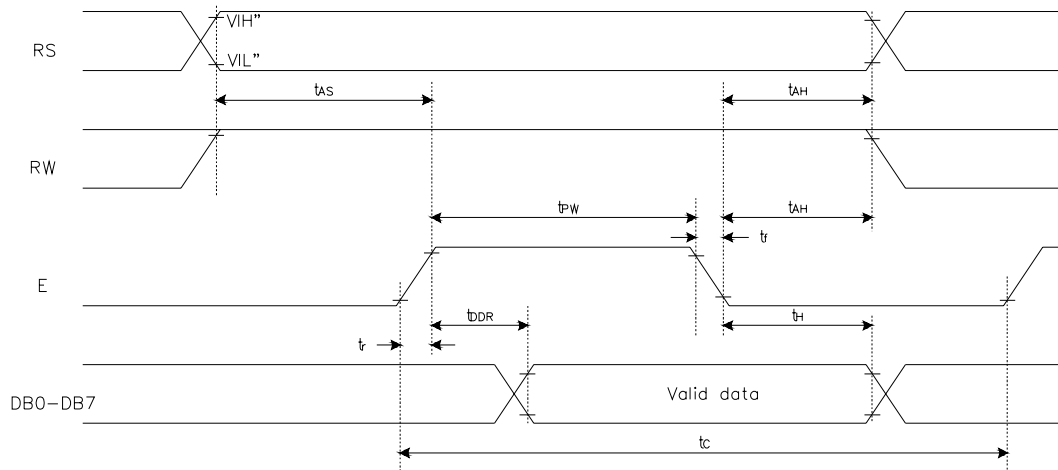 RS
VIH"
VIL"
tAS
tAH
RW
tPW
tAH
tf
E
tDDR
tH
tr
DB0-DB7
Valid data
tC